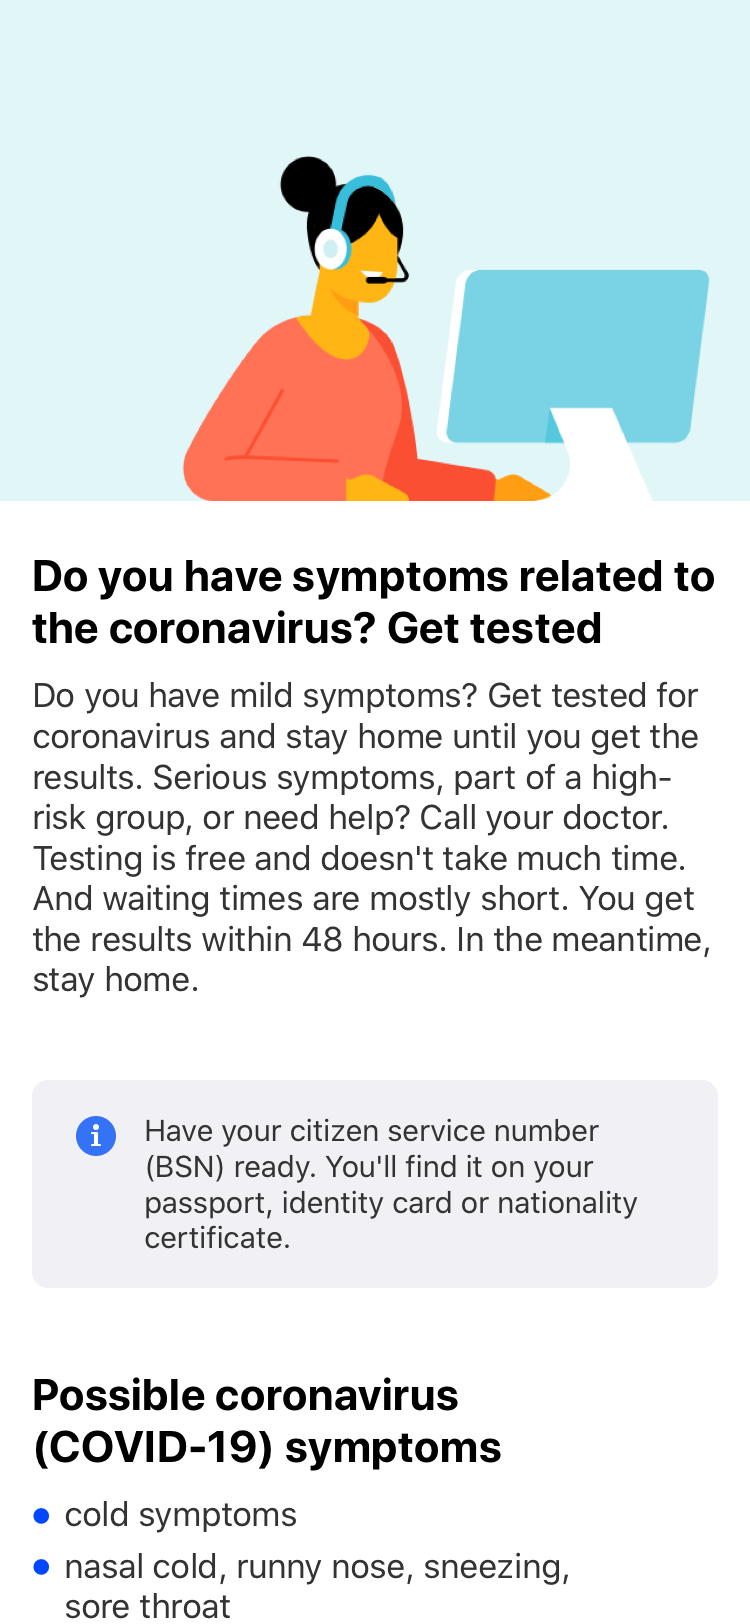 Do you have symptoms related to
the coronavirus? Get tested
Do you have mild symptoms? Get tested for
coronavirus and stay home until you get the
results. Serious symptoms, part of a high-
risk group, or need help? Call your doctor.
Testing is free and doesn't take much time.
And waiting times are mostly short. You get
the results within 48 hours. In the meantime,
stay home.
Have your citizen service number
(BSN) ready. You'll find it on your
passport, identity card or nationality
certificate.
Possible coronavirus
(COVID-19) symptoms
cold symptoms
nasal cold, runny nose, sneezing,
sore throat